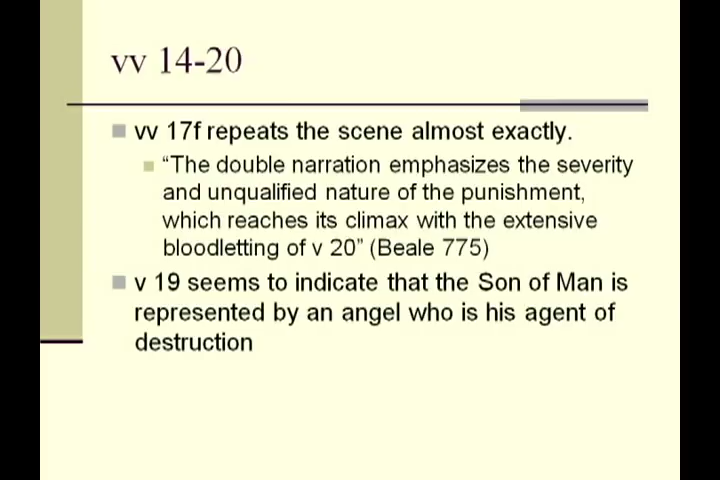 vv 14-20
vv 17f repeats the scene almost exactly.
“The double narration emphasizes the severity
and unqualified nature of the punishment,
which reaches its climax with the extensive
bloodletting of v 20” (Beale 775)
v 19 seems to indicate that the Son of Man is
represented by an angel who is his agent of
destruction